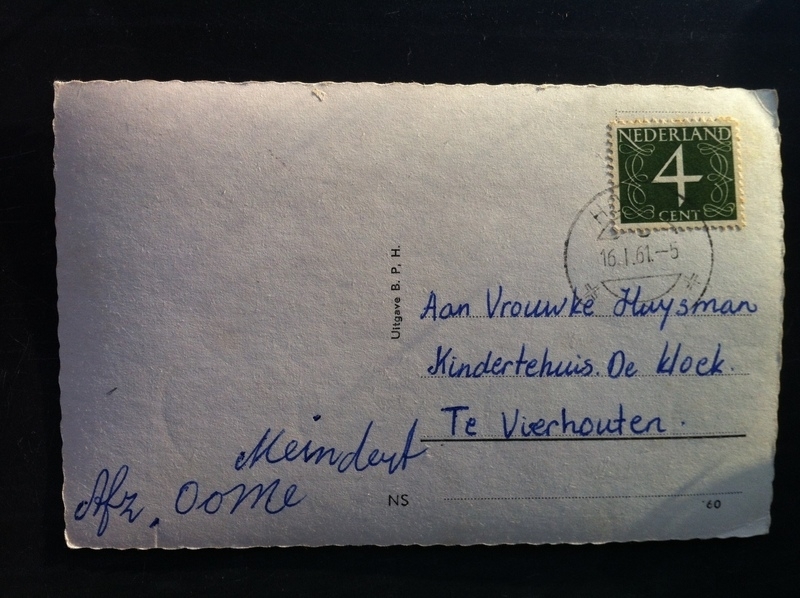 NEDERLAND
4
CENT
16.1.61.-5
Uitgave B. P, H.
Aan Vrouwke Huysman
Kindertehuis. De Kloek.
Te Vierhouten.
Meindert
Afz. Oome
NS
'60